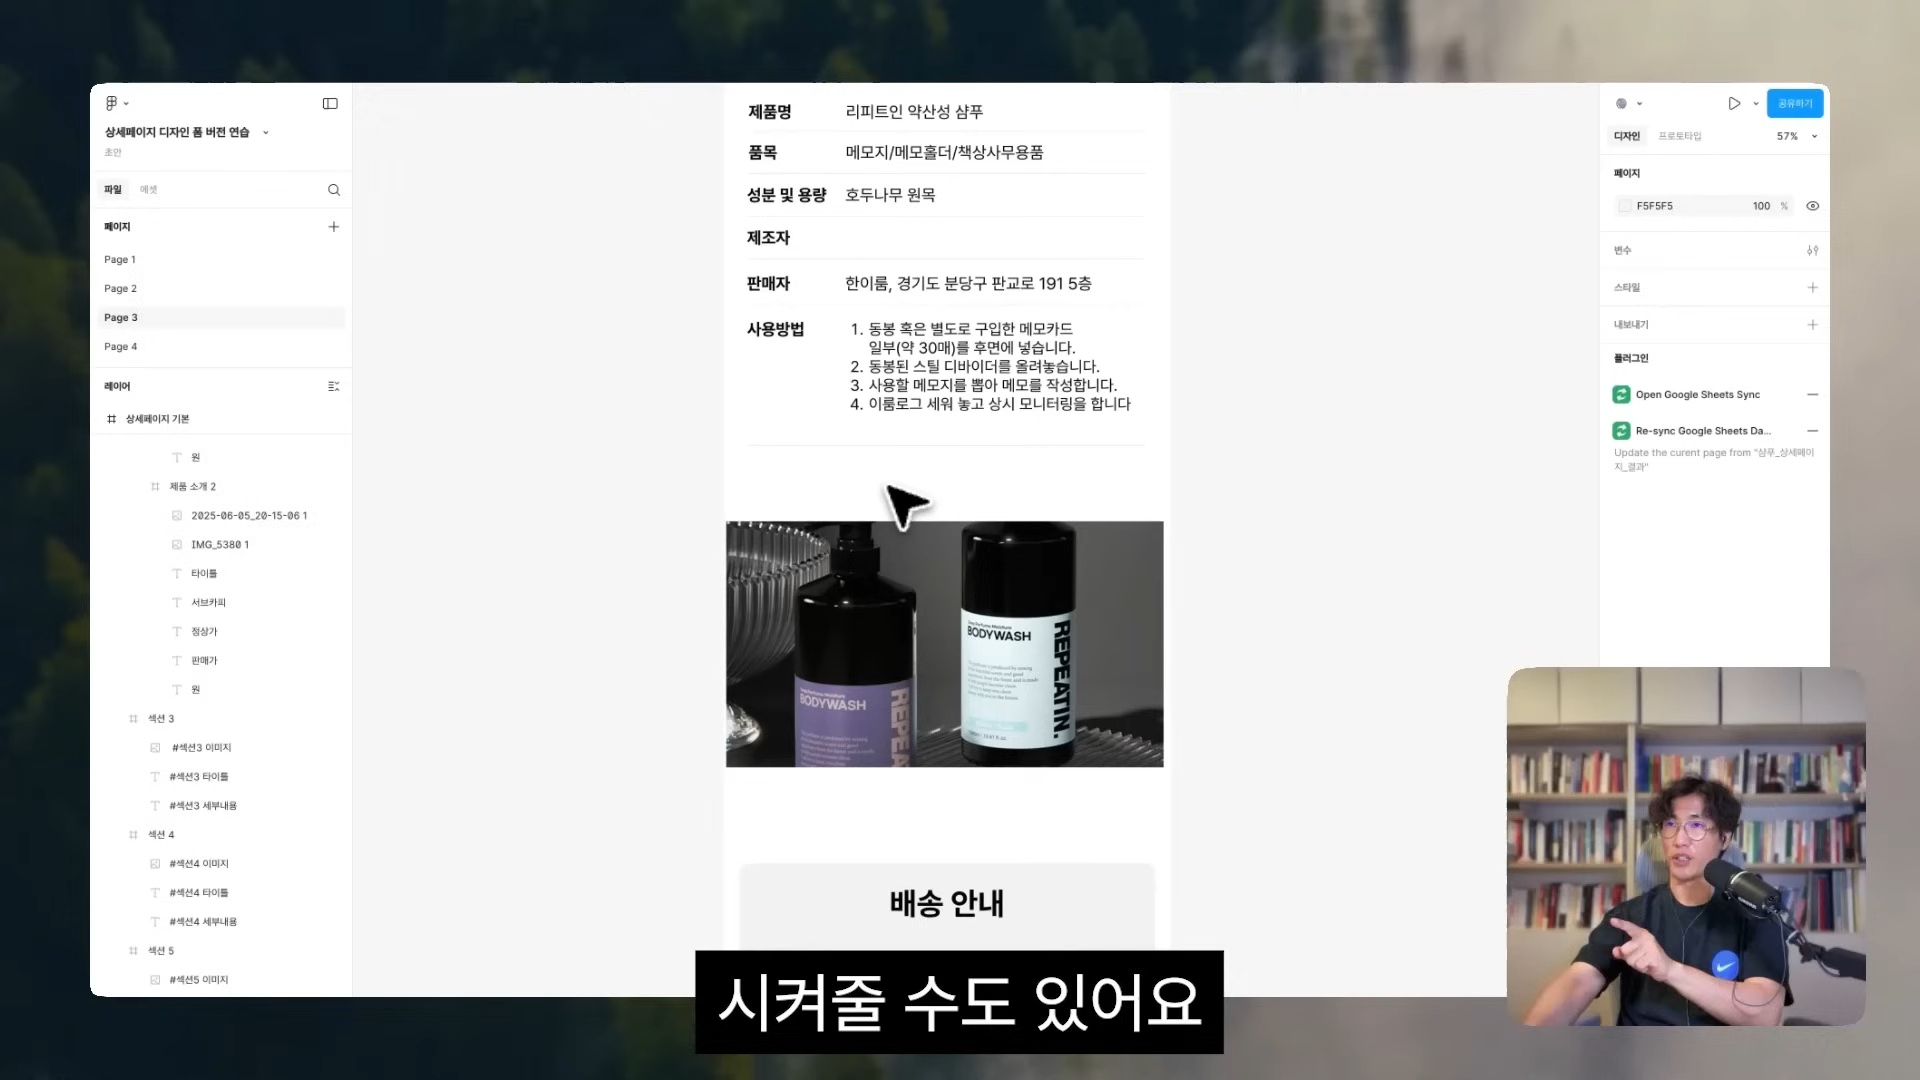 상세페이지 디자인 폼 버전 연습
초안
파일
에셋
페이지
Page 1
Page 2
Page 3
Page 4
레이어
상세페이지 기본
원
제품 소개 2
2025-06-05_20-15-06 1
IMG_5380 1
타이틀
서브카피
정상가
판매가
원
섹션 3
#섹션3 이미지
#섹션3 타이틀
#섹션3 세부내용
섹션 4
#섹션4 이미지
#섹션4 타이틀
#섹션4 세부내용
섹션 5
#섹션5 이미지
제품명 리피트인 약산성 샴푸
품목 메모지/메모홀더/책상사무용품
성분 및 용량 호두나무 원목
제조자
판매자 한이룸, 경기도 분당구 판교로 191 5층
사용방법 1. 동봉 혹은 별도로 구입한 메모카드
일부(약 30매)를 후면에 넣습니다.
2. 동봉된 스틸 디바이더를 올려놓습니다.
3. 사용할 메모지를 뽑아 메모를 작성합니다.
4. 이룸로그 세워 놓고 상시 모니터링을 합니다
BODYWASH
REPEA
BODYWASH
REPEATIN.
배송 안내
시켜줄 수도 있어요
공유하기
디자인
프로토타입
57%
페이지
F5F5F5 100 %
변수
스타일
내보내기
플러그인
Open Google Sheets Sync
Re-sync Google Sheets Da...
Update the curent page from "샴푸_상세페이
지_결과"